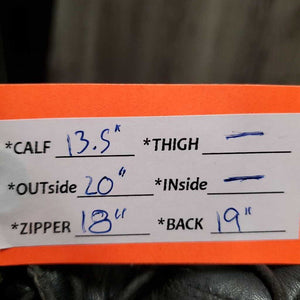 *CALF 13.5" *THIGH —
*OUTside 20" *INside —
*ZIPPER 18" *BACK 19"